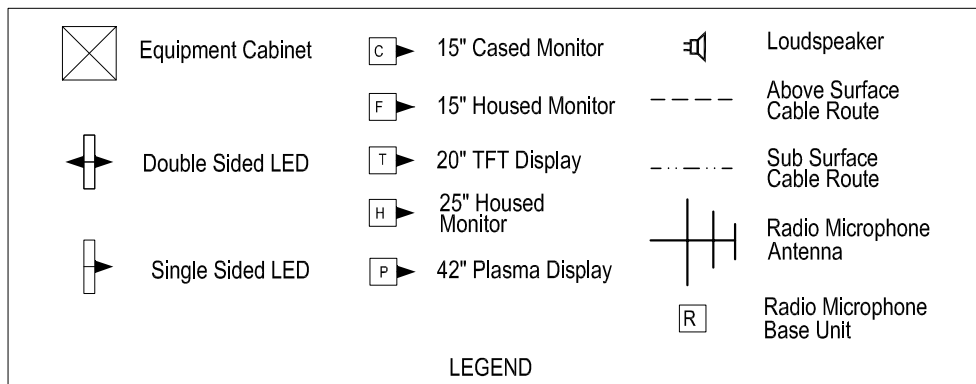 Equipment Cabinet
Double Sided LED
Single Sided LED
C 15" Cased Monitor
F 15" Housed Monitor
T 20" TFT Display
H 25" Housed
Monitor
P 42" Plasma Display
Loudspeaker
Above Surface
Cable Route
Sub Surface
Cable Route
Radio Microphone
Antenna
R Radio Microphone
Base Unit
LEGEND